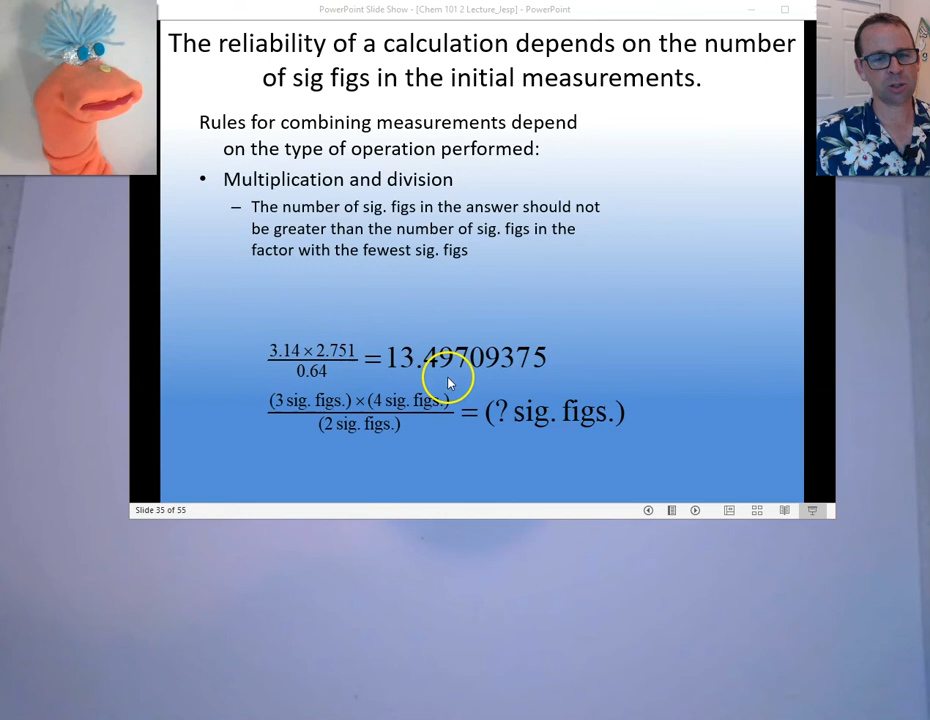 PowerPoint Slide Show - [Chem 101 2 Lecture_Jesp] - PowerPoint
The reliability of a calculation depends on the number
of sig figs in the initial measurements.
Rules for combining measurements depend
on the type of operation performed:
• Multiplication and division
– The number of sig. figs in the answer should not
be greater than the number of sig. figs in the
factor with the fewest sig. figs
3.14 × 2.751
0.64
= 13.49709375
(3 sig. figs.) × (4 sig. figs.)
(2 sig. figs.)
= (? sig. figs.)
Slide 35 of 55